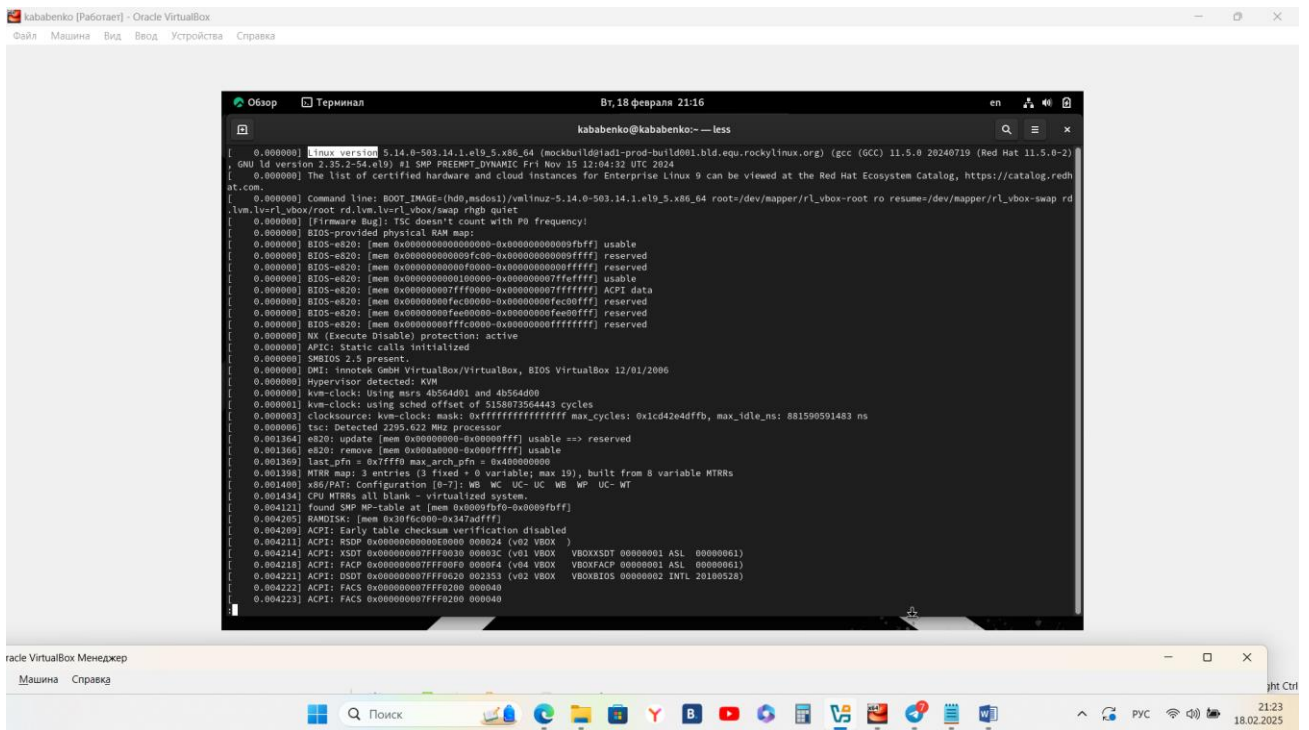 kababenko [Работает] - Oracle VirtualBox
Файл Машина Вид Ввод Устройства Справка
Обзор Терминал Вт, 18 февраля 21:16 en
kababenko@kababenko:~ — less
[    0.000000] Linux version 5.14.0-503.14.1.el9_5.x86_64 (mockbuild@iad1-prod-build001.bld.equ.rockylinux.org) (gcc (GCC) 11.5.0 20240719 (Red Hat 11.5.0-2)
, GNU ld version 2.35.2-54.el9) #1 SMP PREEMPT_DYNAMIC Fri Nov 15 12:04:32 UTC 2024
[    0.000000] The list of certified hardware and cloud instances for Enterprise Linux 9 can be viewed at the Red Hat Ecosystem Catalog, https://catalog.redh
at.com.
[    0.000000] Command line: BOOT_IMAGE=(hd0,msdos1)/vmlinuz-5.14.0-503.14.1.el9_5.x86_64 root=/dev/mapper/rl_vbox-root ro resume=/dev/mapper/rl_vbox-swap rd
.lvm.lv=rl_vbox/root rd.lvm.lv=rl_vbox/swap rhgb quiet
[    0.000000] [Firmware Bug]: TSC doesn't count with P0 frequency!
[    0.000000] BIOS-provided physical RAM map:
[    0.000000] BIOS-e820: [mem 0x0000000000000000-0x000000000009fbff] usable
[    0.000000] BIOS-e820: [mem 0x000000000009fc00-0x000000000009ffff] reserved
[    0.000000] BIOS-e820: [mem 0x00000000000f0000-0x00000000000fffff] reserved
[    0.000000] BIOS-e820: [mem 0x0000000000100000-0x000000007ffeffff] usable
[    0.000000] BIOS-e820: [mem 0x000000007fff0000-0x000000007fffffff] ACPI data
[    0.000000] BIOS-e820: [mem 0x00000000fec00000-0x00000000fec00fff] reserved
[    0.000000] BIOS-e820: [mem 0x00000000fee00000-0x00000000fee00fff] reserved
[    0.000000] BIOS-e820: [mem 0x00000000fffc0000-0x00000000ffffffff] reserved
[    0.000000] NX (Execute Disable) protection: active
[    0.000000] APIC: Static calls initialized
[    0.000000] SMBIOS 2.5 present.
[    0.000000] DMI: innotek GmbH VirtualBox/VirtualBox, BIOS VirtualBox 12/01/2006
[    0.000000] Hypervisor detected: KVM
[    0.000000] kvm-clock: Using msrs 4b564d01 and 4b564d00
[    0.000001] kvm-clock: using sched offset of 5158073564443 cycles
[    0.000003] clocksource: kvm-clock: mask: 0xffffffffffffffff max_cycles: 0x1cd42e4dffb, max_idle_ns: 881590591483 ns
[    0.000006] tsc: Detected 2295.622 MHz processor
[    0.001364] e820: update [mem 0x00000000-0x00000fff] usable ==> reserved
[    0.001366] e820: remove [mem 0x000a0000-0x000fffff] usable
[    0.001369] last_pfn = 0x7fff0 max_arch_pfn = 0x400000000
[    0.001398] MTRR map: 3 entries (3 fixed + 0 variable; max 19), built from 8 variable MTRRs
[    0.001400] x86/PAT: Configuration [0-7]: WB  WC  UC- UC  WB  WP  UC- WT
[    0.001434] CPU MTRRs all blank - virtualized system.
[    0.004121] found SMP MP-table at [mem 0x0009fbf0-0x0009fbff]
[    0.004205] RAMDISK: [mem 0x30f6c000-0x347adfff]
[    0.004209] ACPI: Early table checksum verification disabled
[    0.004211] ACPI: RSDP 0x00000000000E0000 000024 (v02 VBOX  )
[    0.004214] ACPI: XSDT 0x000000007FFF0030 00003C (v01 VBOX   VBOXXSDT 00000001 ASL  00000061)
[    0.004218] ACPI: FACP 0x000000007FFF00F0 0000F4 (v04 VBOX   VBOXFACP 00000001 ASL  00000061)
[    0.004221] ACPI: DSDT 0x000000007FFF0620 002353 (v02 VBOX   VBOXBIOS 00000002 INTL 20100528)
[    0.004222] ACPI: FACS 0x000000007FFF0200 000040
[    0.004223] ACPI: FACS 0x000000007FFF0200 000040
:
racle VirtualBox Менеджер
Машина Справка
ght Ctrl
Поиск РУС 21:23
18.02.2025